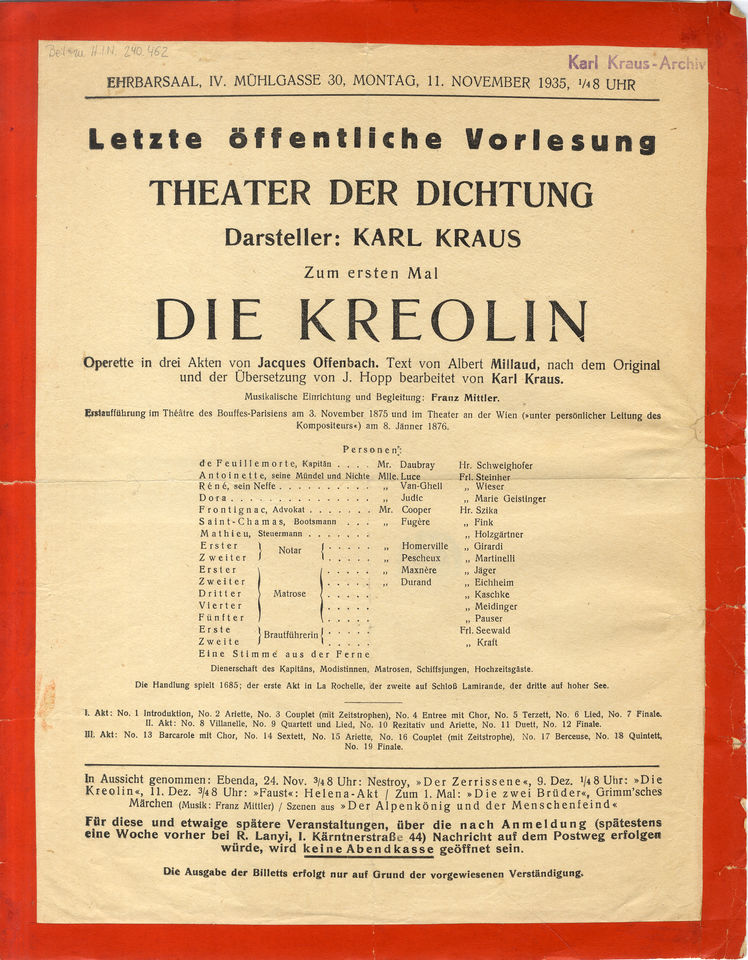 Beil. zu H.I.N. 240.462
Karl Kraus-Archiv
EHRBARSAAL, IV. MÜHLGASSE 30, MONTAG, 11. NOVEMBER 1935, ¼8 UHR
Letzte öffentliche Vorlesung
THEATER DER DICHTUNG
Darsteller: KARL KRAUS
Zum ersten Mal
DIE KREOLIN
Operette in drei Akten von Jacques Offenbach. Text von Albert Millaud, nach dem Original
und der Übersetzung von J. Hopp bearbeitet von Karl Kraus.
Musikalische Einrichtung und Begleitung: Franz Mittler.
Erstaufführung im Théâtre des Bouffes-Parisiens am 3. November 1875 und im Theater an der Wien (»unter persönlicher Leitung des
Kompositeurs«) am 8. Jänner 1876.
Personen:
de Feuillemorte, Kapitän . . . . Mr. Daubray Hr. Schweighofer
Antoinette, seine Mündel und Nichte Mlle. Luce Frl. Steinher
Réné, sein Neffe . . . . . . . . . . „ Van-Ghell „ Wieser
Dora . . . . . . . . . . . . . . . „ Judic „ Marie Geistinger
Frontignac, Advokat . . . . . . . Mr. Cooper Hr. Szika
Saint-Chamas, Bootsmann . . . „ Fugère „ Fink
Mathieu, Steuermann . . . . . . . . „ Holzgärtner
Erster } Notar { . . . . . „ Homerville „ Girardi
Zweiter } { . . . . . „ Pescheux „ Martinelli
Erster } { . . . . . „ Maxnère „ Jäger
Zweiter } { . . . . . „ Durand „ Eichheim
Dritter } Matrose { . . . . . „ Kaschke
Vierter } { . . . . . „ Meidinger
Fünfter } { . . . . . „ Pauser
Erste } Brautführerin { . . . . . Frl. Seewald
Zweite } { . . . . . „ Kraft
Eine Stimme aus der Ferne
Dienerschaft des Kapitäns, Modistinnen, Matrosen, Schiffsjungen, Hochzeitsgäste.
Die Handlung spielt 1685; der erste Akt in La Rochelle, der zweite auf Schloß Lamirande, der dritte auf hoher See.
I. Akt: No. 1 Introduktion, No. 2 Ariette, No. 3 Couplet (mit Zeitstrophen), No. 4 Entree mit Chor, No. 5 Terzett, No. 6 Lied, No. 7 Finale.
II. Akt: No. 8 Villanelle, No. 9 Quartett und Lied, No. 10 Rezitativ und Ariette, No. 11 Duett, No. 12 Finale.
III. Akt: No. 13 Barcarole mit Chor, No. 14 Sextett, No. 15 Ariette, No. 16 Couplet (mit Zeitstrophe), No. 17 Berceuse, No. 18 Quintett,
No. 19 Finale.
In Aussicht genommen: Ebenda, 24. Nov. ¾8 Uhr: Nestroy, »Der Zerrissene«, 9. Dez. ¼8 Uhr: »Die
Kreolin«, 11. Dez. ¾8 Uhr: »Faust«: Helena-Akt / Zum 1. Mal: »Die zwei Brüder«, Grimm'sches
Märchen (Musik: Franz Mittler) / Szenen aus »Der Alpenkönig und der Menschenfeind«
Für diese und etwaige spätere Veranstaltungen, über die nach Anmeldung (spätestens
eine Woche vorher bei R. Lanyi, I. Kärntnerstraße 44) Nachricht auf dem Postweg erfolgen
würde, wird keine Abendkasse geöffnet sein.
Die Ausgabe der Billetts erfolgt nur auf Grund der vorgewiesenen Verständigung.